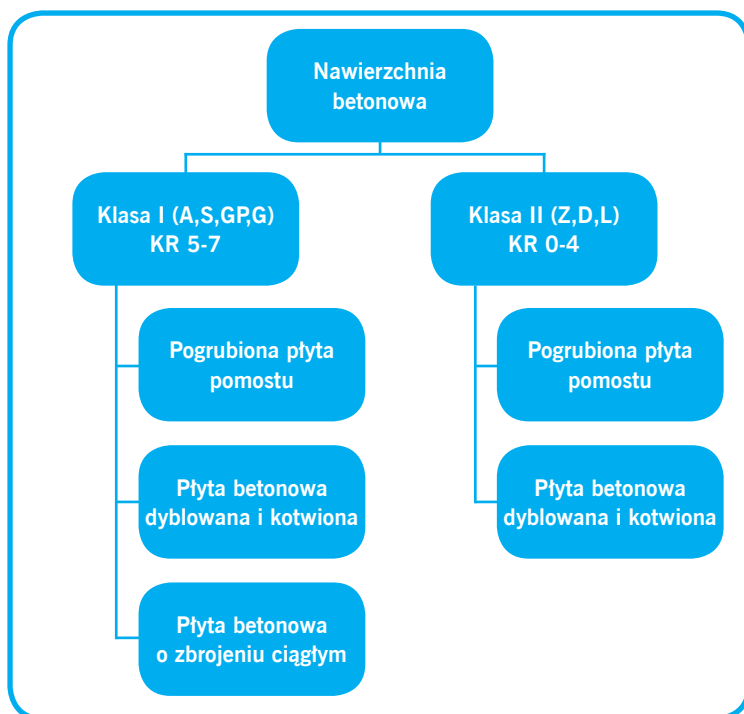 Nawierzchnia
betonowa
Klasa I (A,S,GP,G)
KR 5-7
Pogrubiona płyta
pomostu
Płyta betonowa
dyblowana i kotwiona
Płyta betonowa
o zbrojeniu ciągłym
Klasa II (Z,D,L)
KR 0-4
Pogrubiona płyta
pomostu
Płyta betonowa
dyblowana i kotwiona